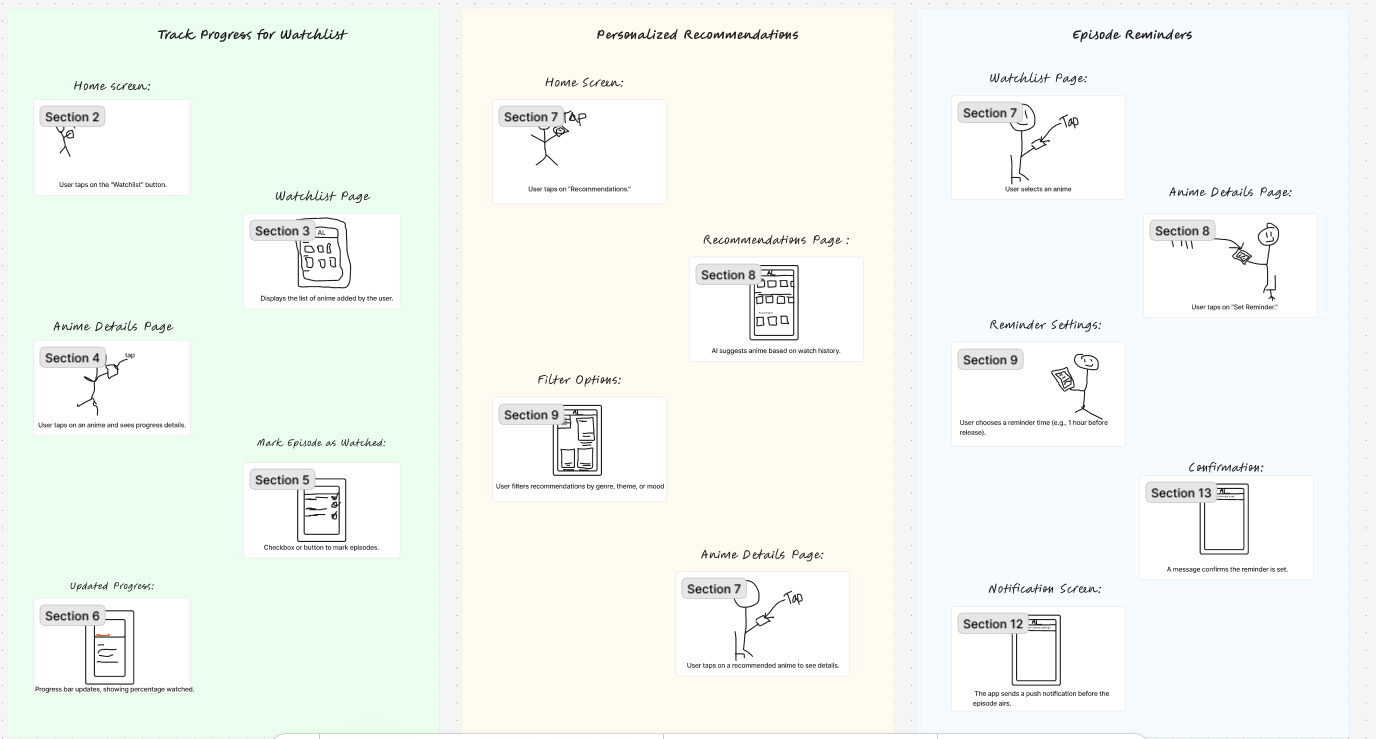 Track Progress for Watchlist
Home screen:
Section 2
User taps on the "Watchlist" button.
Watchlist Page
Section 3
AL
Displays the list of anime added by the user.
Anime Details Page
Section 4
tap
User taps on an anime and sees progress details.
Mark Episode as Watched:
Section 5
Checkbox or button to mark episodes.
Updated Progress:
Section 6
Progress bar updates, showing percentage watched.
Personalized Recommendations
Home Screen:
Section 7
Tap
User taps on "Recommendations."
Recommendations Page :
Section 8
AL
AI suggests anime based on watch history.
Filter Options:
Section 9
AL
User filters recommendations by genre, theme, or mood
Anime Details Page:
Section 7
Tap
User taps on a recommended anime to see details.
Episode Reminders
Watchlist Page:
Section 7
Tap
User selects an anime
Anime Details Page:
Section 8
User taps on "Set Reminder."
Reminder Settings:
Section 9
User chooses a reminder time (e.g., 1 hour before
release).
Confirmation:
Section 13
AL
A message confirms the reminder is set.
Notification Screen:
Section 12
AL
The app sends a push notification before the
episode airs.